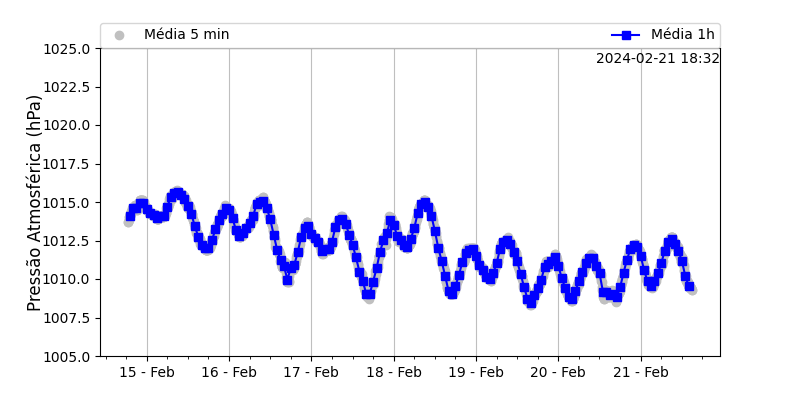 Média 5 min
Média 1h
2024-02-21 18:32
Pressão Atmosférica (hPa)
1025.0
1022.5
1020.0
1017.5
1015.0
1012.5
1010.0
1007.5
1005.0
15 - Feb
16 - Feb
17 - Feb
18 - Feb
19 - Feb
20 - Feb
21 - Feb